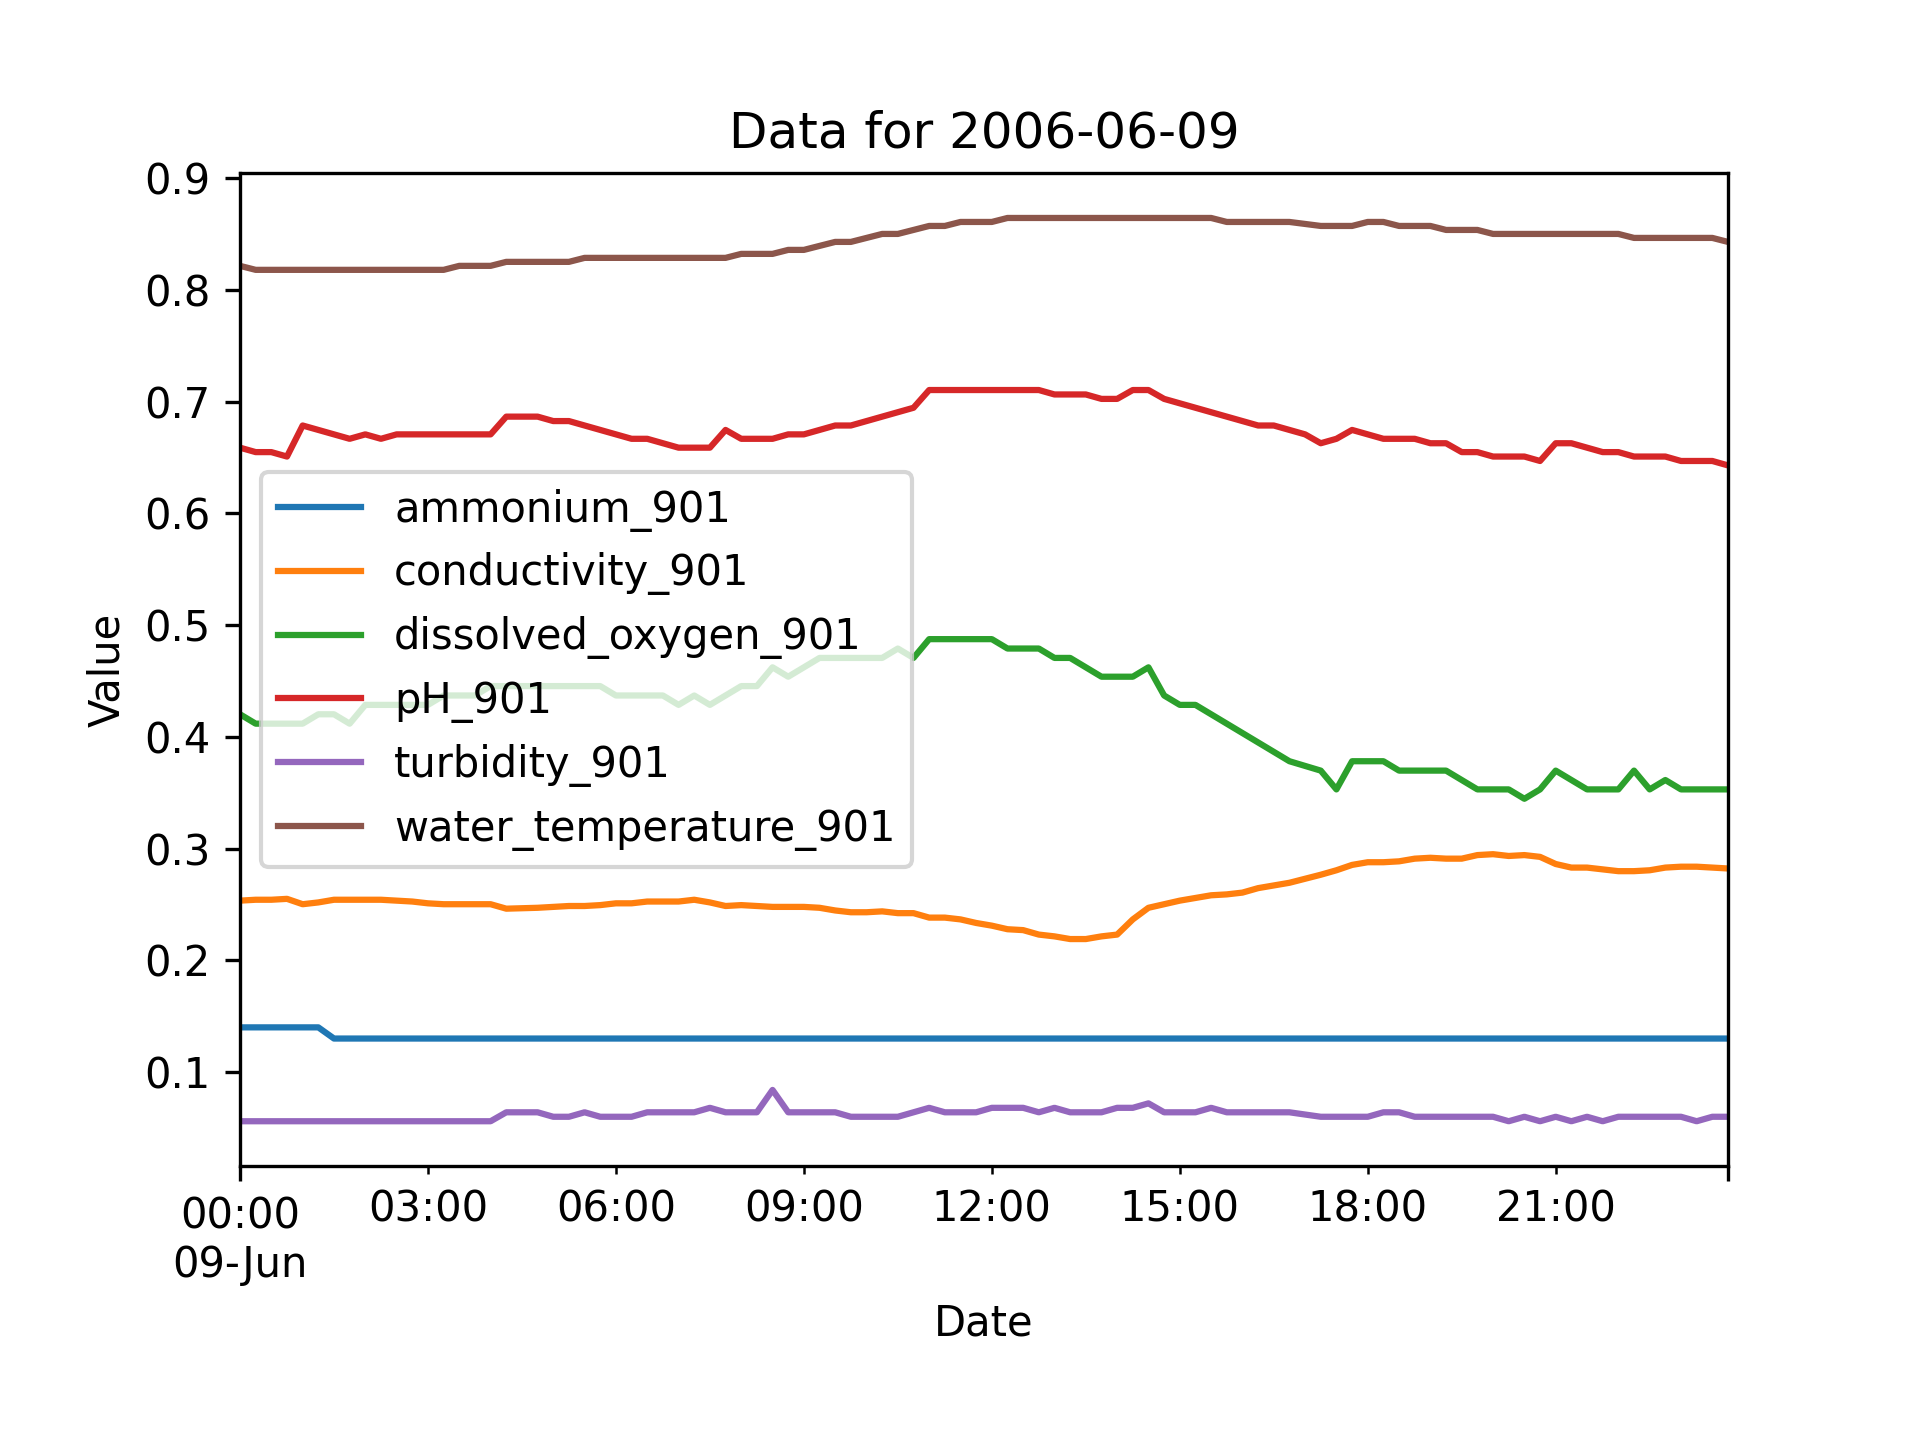 Data for 2006-06-09
0.9
0.8
0.7
0.6
0.5
0.4
0.3
0.2
0.1
Value
ammonium_901
conductivity_901
dissolved_oxygen_901
pH_901
turbidity_901
water_temperature_901
00:00 03:00 06:00 09:00 12:00 15:00 18:00 21:00
09-Jun
Date